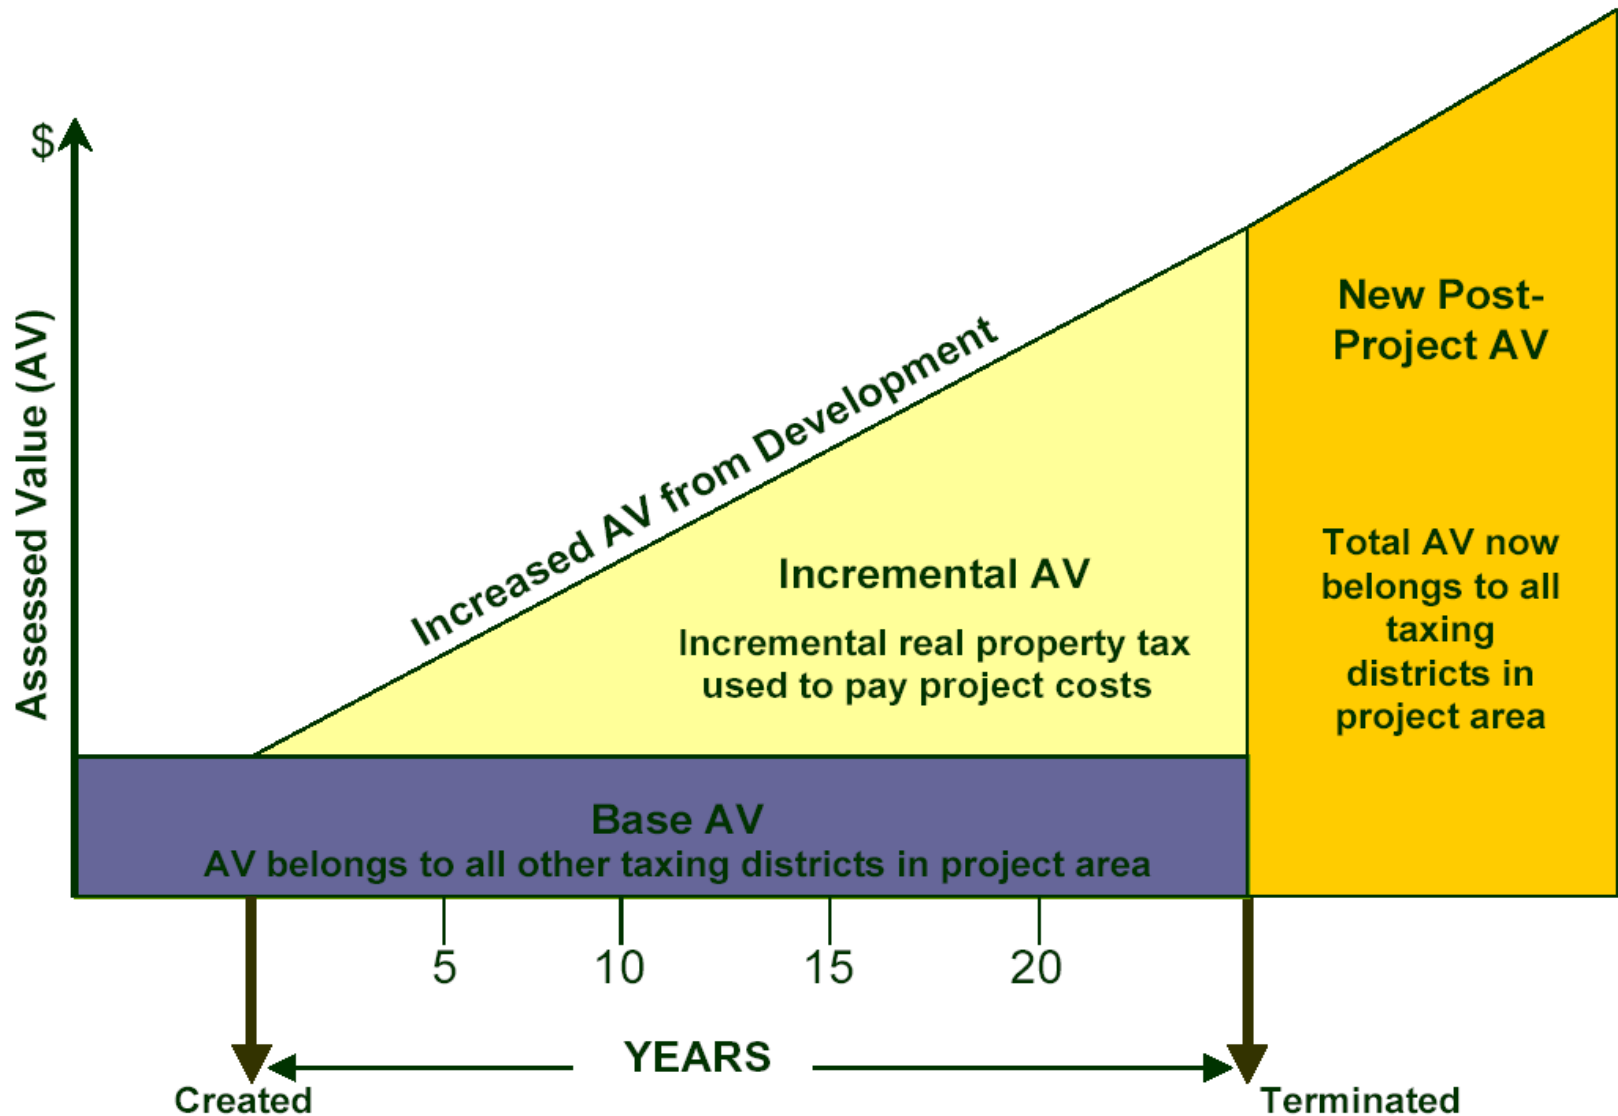 $
Assessed Value (AV)
Increased AV from Development
New Post-
Project AV
Incremental AV
Incremental real property tax
used to pay project costs
Total AV now
belongs to all
taxing
districts in
project area
Base AV
AV belongs to all other taxing districts in project area
5 10 15 20
YEARS
Created
Terminated